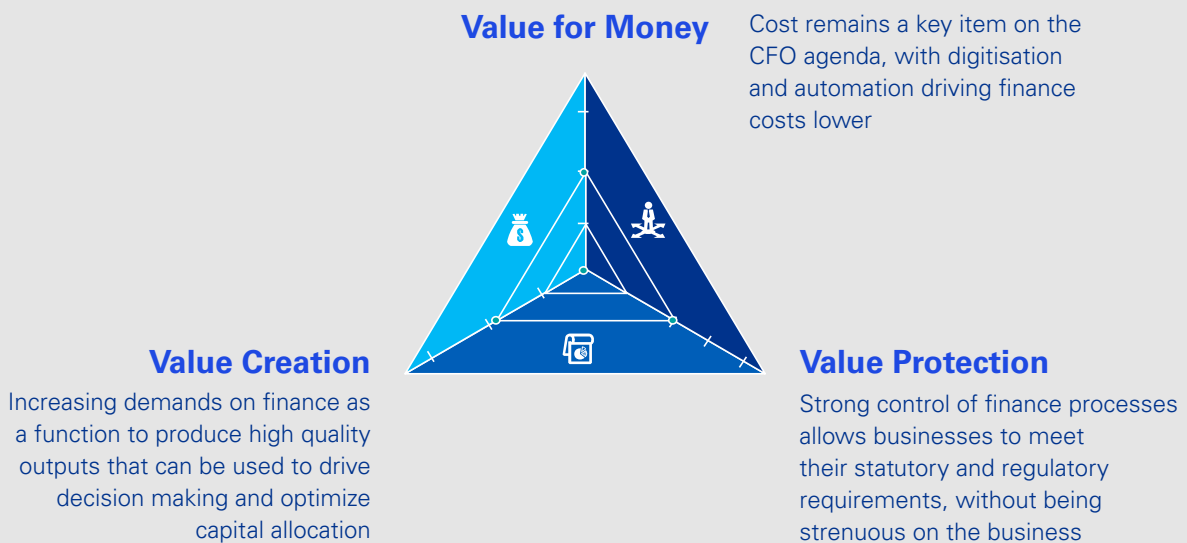 Value for Money
Cost remains a key item on the
CFO agenda, with digitisation
and automation driving finance
costs lower
$
Value Creation
Increasing demands on finance as
a function to produce high quality
outputs that can be used to drive
decision making and optimize
capital allocation
Value Protection
Strong control of finance processes
allows businesses to meet
their statutory and regulatory
requirements, without being
strenuous on the business